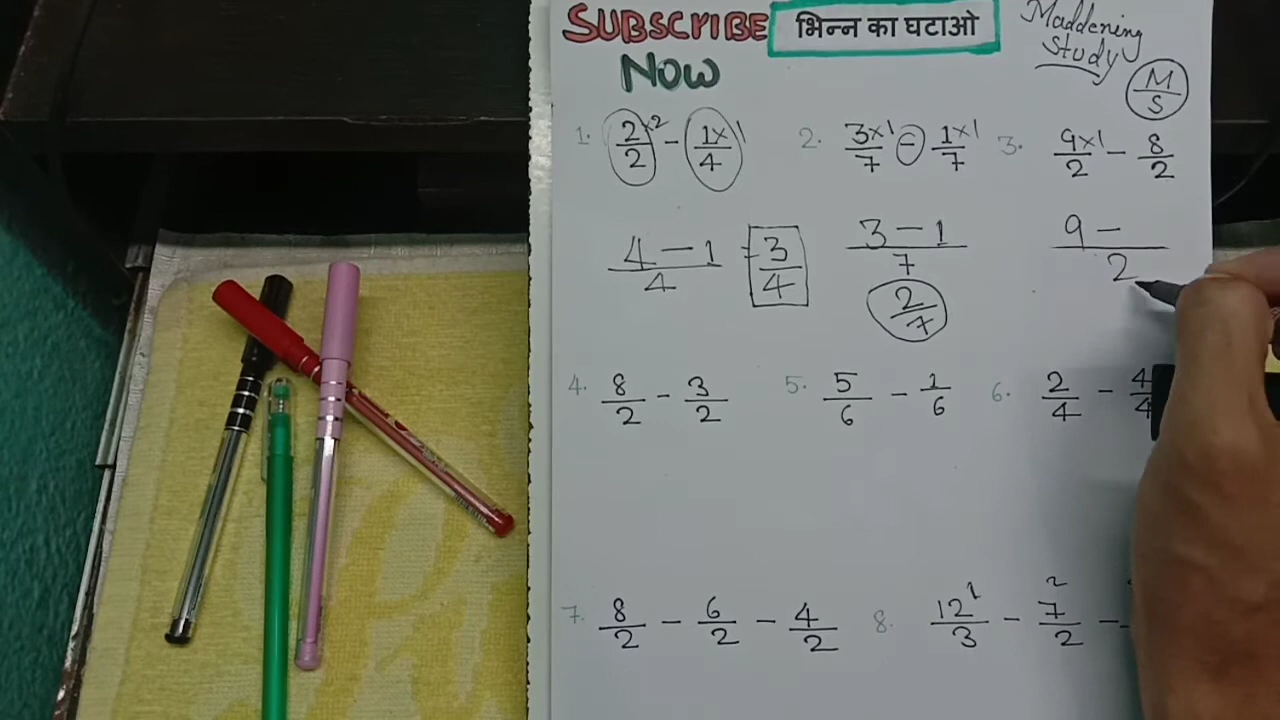 SUBSCRIBE NOW
भिन्न का घटाओ
Maddening Study
M/S
1. 2×2/2 - 1×1/4
2. 3×1/7 - 1×1/7
3. 9×1/2 - 8/2
4-1/4 = 3/4
3-1/7
9-/2
2/7
4. 8/2 - 3/2
5. 5/6 - 1/6
6. 2/4 - 4/4
7. 8/2 - 6/2 - 4/2
8. 12¹/3 - 7²/2 -